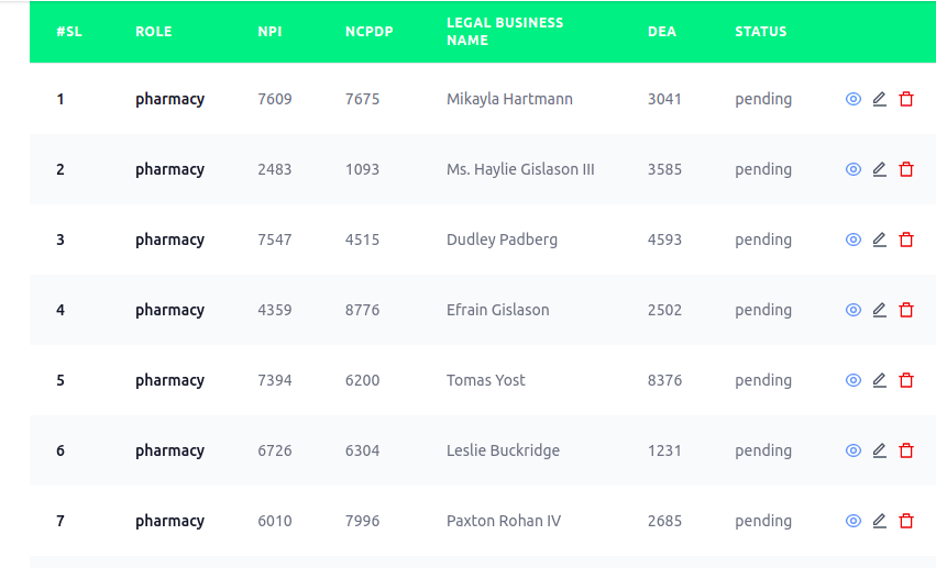 #SL ROLE NPI NCPDP LEGAL BUSINESS NAME DEA STATUS
1 pharmacy 7609 7675 Mikayla Hartmann 3041 pending
2 pharmacy 2483 1093 Ms. Haylie Gislason III 3585 pending
3 pharmacy 7547 4515 Dudley Padberg 4593 pending
4 pharmacy 4359 8776 Efrain Gislason 2502 pending
5 pharmacy 7394 6200 Tomas Yost 8376 pending
6 pharmacy 6726 6304 Leslie Buckridge 1231 pending
7 pharmacy 6010 7996 Paxton Rohan IV 2685 pending